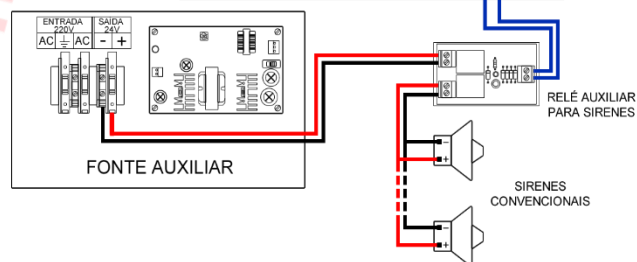 ENTRADA SAIDA
220V 24V
AC AC - +
FONTE AUXILIAR
RELÉ AUXILIAR
PARA SIRENES
-
+
SIRENES
CONVENCIONAIS
-
+